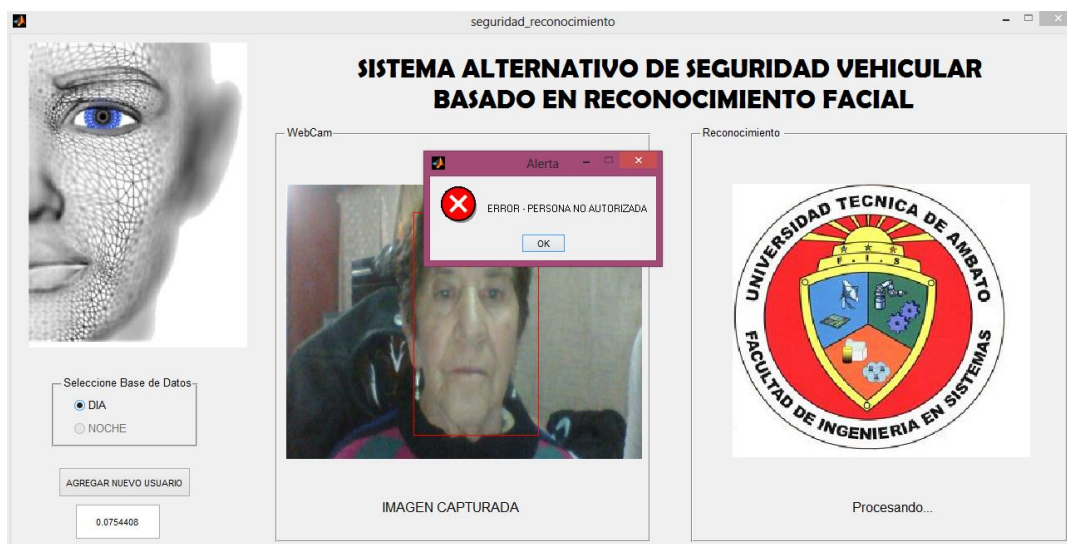 seguridad_reconocimiento
SISTEMA ALTERNATIVO DE SEGURIDAD VEHICULAR
BASADO EN RECONOCIMIENTO FACIAL
WebCam
Alerta
ERROR - PERSONA NO AUTORIZADA
OK
IMAGEN CAPTURADA
Reconocimiento
UNIVERSIDAD TECNICA DE AMBATO
F . I . S
FACULTAD DE INGENIERIA EN SISTEMAS
Procesando...
Seleccione Base de Datos
DIA
NOCHE
AGREGAR NUEVO USUARIO
0.0754408